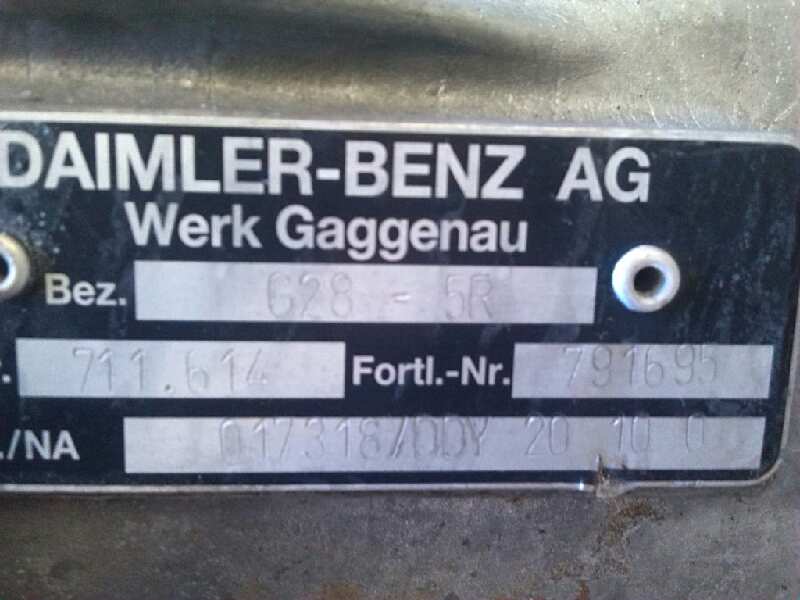 DAIMLER-BENZ AG
Werk Gaggenau
Bez. G28 - 5R
r. 711.614 Fortl.-Nr. 791695
./NA 017318/DDY 20 10 0